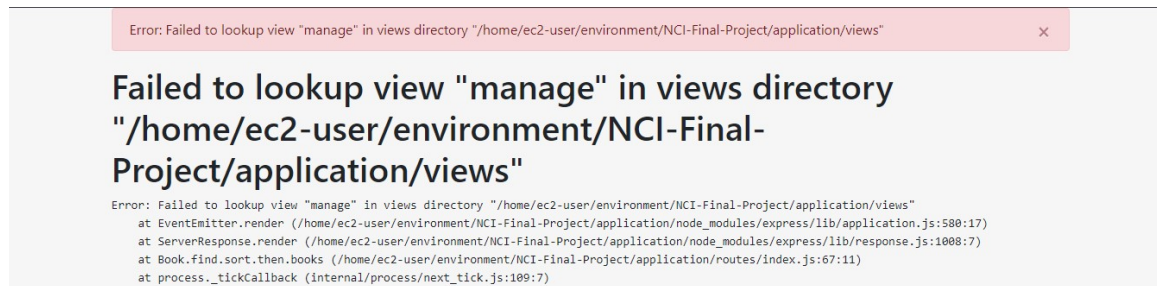 Error: Failed to lookup view "manage" in views directory "/home/ec2-user/environment/NCI-Final-Project/application/views" ×
Failed to lookup view "manage" in views directory
"/home/ec2-user/environment/NCI-Final-
Project/application/views"
Error: Failed to lookup view "manage" in views directory "/home/ec2-user/environment/NCI-Final-Project/application/views"
at EventEmitter.render (/home/ec2-user/environment/NCI-Final-Project/application/node_modules/express/lib/application.js:580:17)
at ServerResponse.render (/home/ec2-user/environment/NCI-Final-Project/application/node_modules/express/lib/response.js:1008:7)
at Book.find.sort.then.books (/home/ec2-user/environment/NCI-Final-Project/application/routes/index.js:67:11)
at process._tickCallback (internal/process/next_tick.js:109:7)